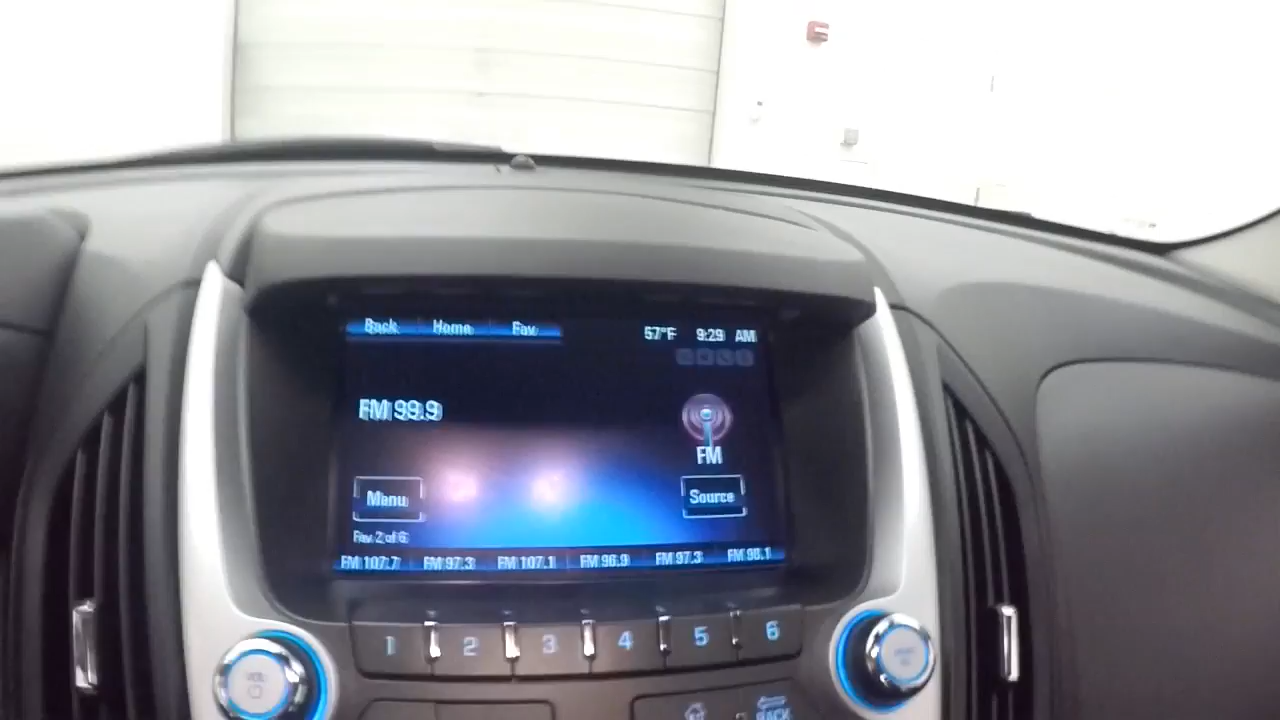 Back Home Fav 57°F 9:29 AM
FM 99.9
FM
Menu Source
Fav 2 of 6
FM 107.7 FM 97.3 FM 107.1 FM 96.9 FM 97.3 FM 98.1
1 2 3 4 5 6
VOL
BACK